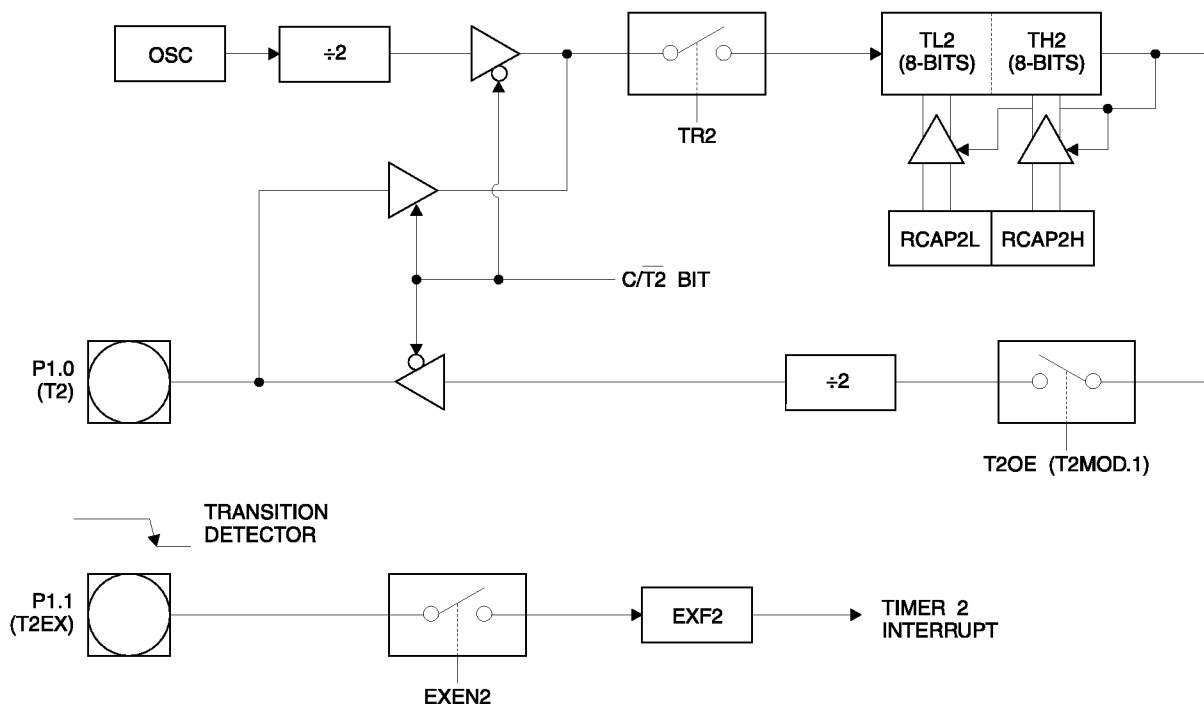 OSC
÷2
TR2
TL2
(8-BITS)
TH2
(8-BITS)
RCAP2L
RCAP2H
C/T2̅ BIT
P1.0
(T2)
÷2
T2OE (T2MOD.1)
TRANSITION
DETECTOR
P1.1
(T2EX)
EXEN2
EXF2
TIMER 2
INTERRUPT